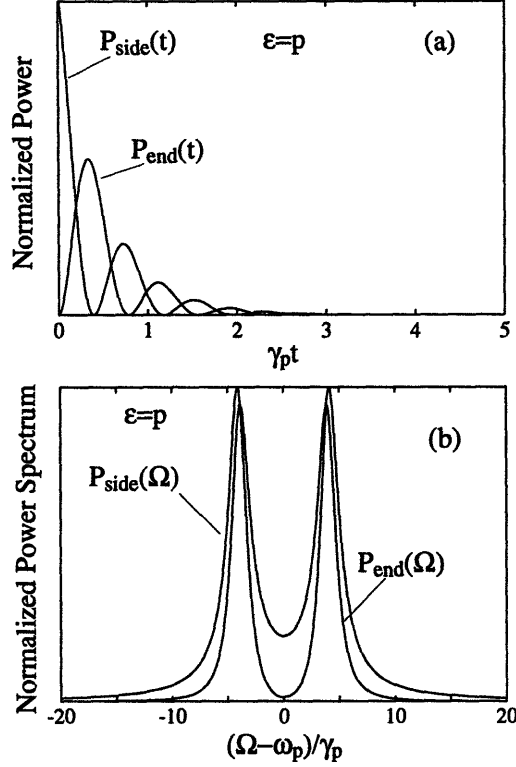 P_side(t)
ε=p
(a)
P_end(t)
Normalized Power
0
1
2
3
4
5
γ_p t
ε=p
(b)
P_side(Ω)
P_end(Ω)
Normalized Power Spectrum
-20
-10
0
10
20
(Ω−ω_p)/γ_p